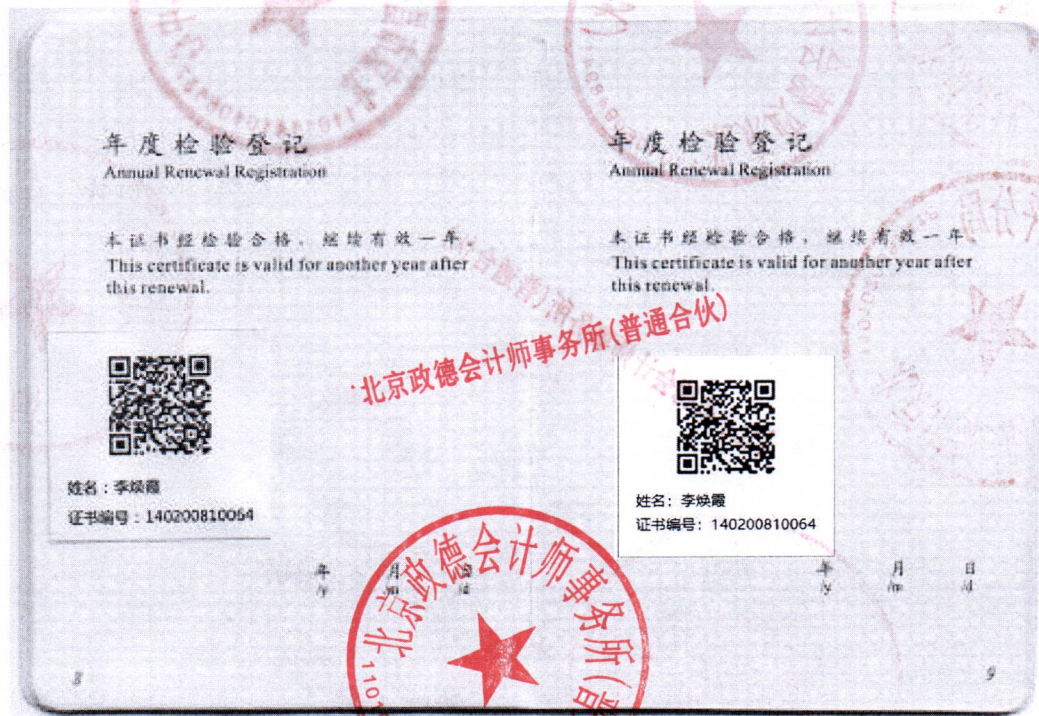 年度检验登记
Annual Renewal Registration
本证书经检验合格，继续有效一年。
This certificate is valid for another year after
this renewal.
姓名：李焕霞
证书编号：140200810064
年 月 日
/y /m /d
8
年度检验登记
Annual Renewal Registration
本证书经检验合格，继续有效一年
This certificate is valid for another year after
this renewal.
姓名：李焕霞
证书编号：140200810064
年 月 日
/y /m /d
9
北京政德会计师事务所(普通合伙)
北京政德会计师事务所(普